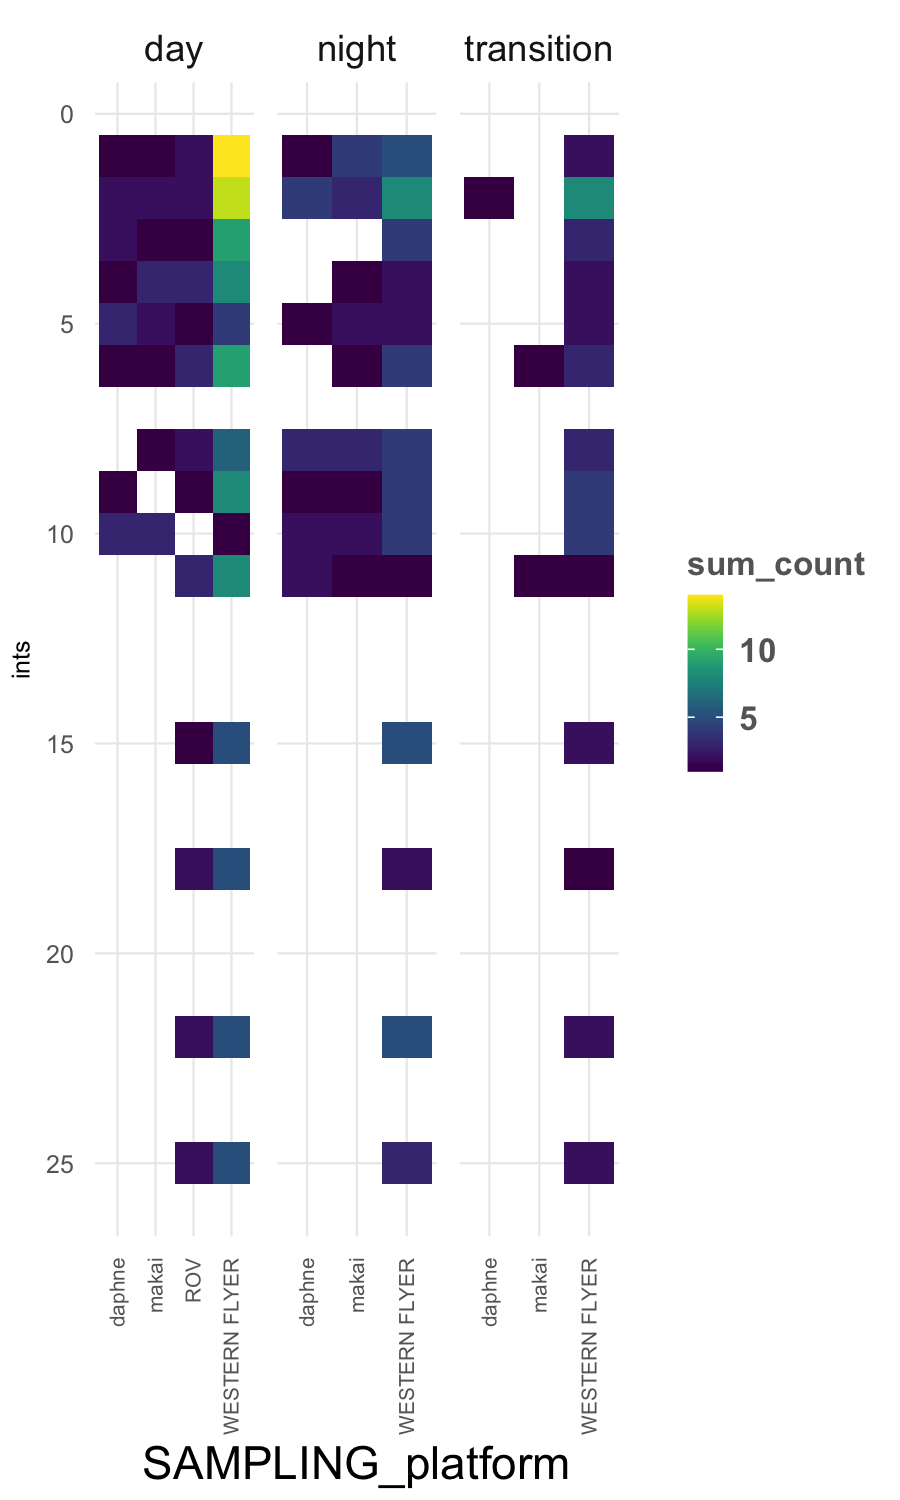 day night transition
0
5
10
15
20
25
ints
sum_count
10
5
daphne
makai
ROV
WESTERN FLYER
daphne
makai
WESTERN FLYER
daphne
makai
WESTERN FLYER
SAMPLING_platform